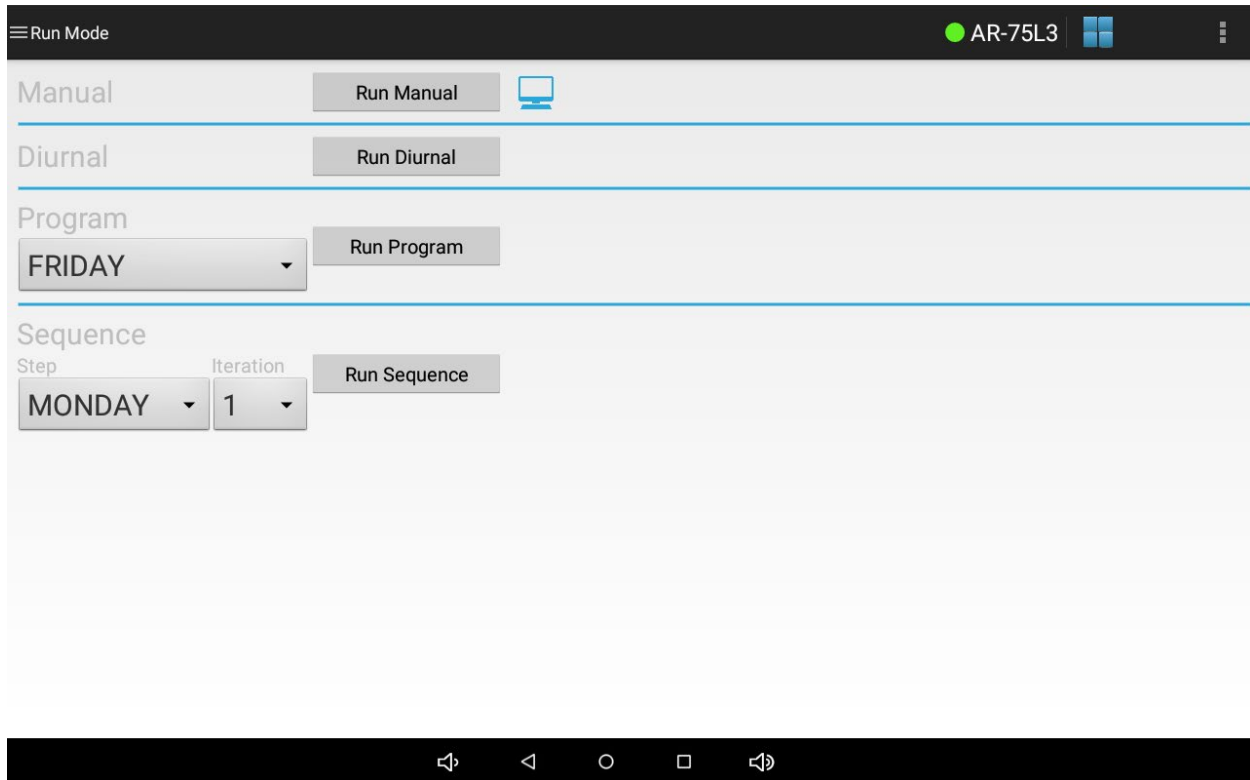 Run Mode AR-75L3
Manual Run Manual
Diurnal Run Diurnal
Program
FRIDAY Run Program
Sequence
Step Iteration
MONDAY 1 Run Sequence